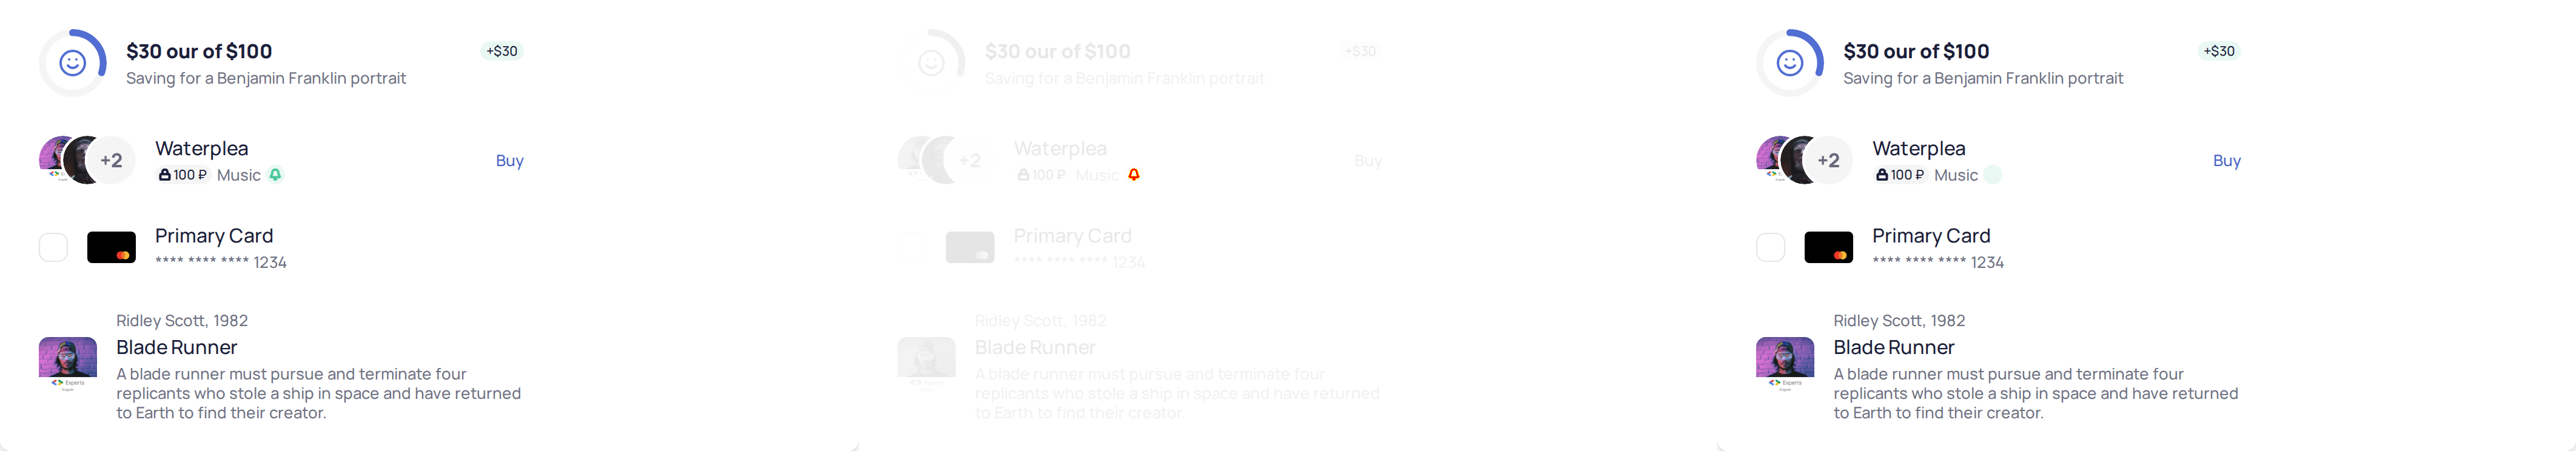 $30 our of $100
+$30
Saving for a Benjamin Franklin portrait
+2
Waterplea
Buy
100 ₽ Music
Primary Card
**** **** **** 1234
Ridley Scott, 1982
Blade Runner
Experts
Angular
A blade runner must pursue and terminate four
replicants who stole a ship in space and have returned
to Earth to find their creator.
$30 our of $100
+$30
Saving for a Benjamin Franklin portrait
+2
Waterplea
Buy
100 ₽ Music
Primary Card
**** **** **** 1234
Ridley Scott, 1982
Blade Runner
A blade runner must pursue and terminate four
replicants who stole a ship in space and have returned
to Earth to find their creator.
$30 our of $100
+$30
Saving for a Benjamin Franklin portrait
+2
Waterplea
Buy
100 ₽ Music
Primary Card
**** **** **** 1234
Ridley Scott, 1982
Blade Runner
Experts
Angular
A blade runner must pursue and terminate four
replicants who stole a ship in space and have returned
to Earth to find their creator.